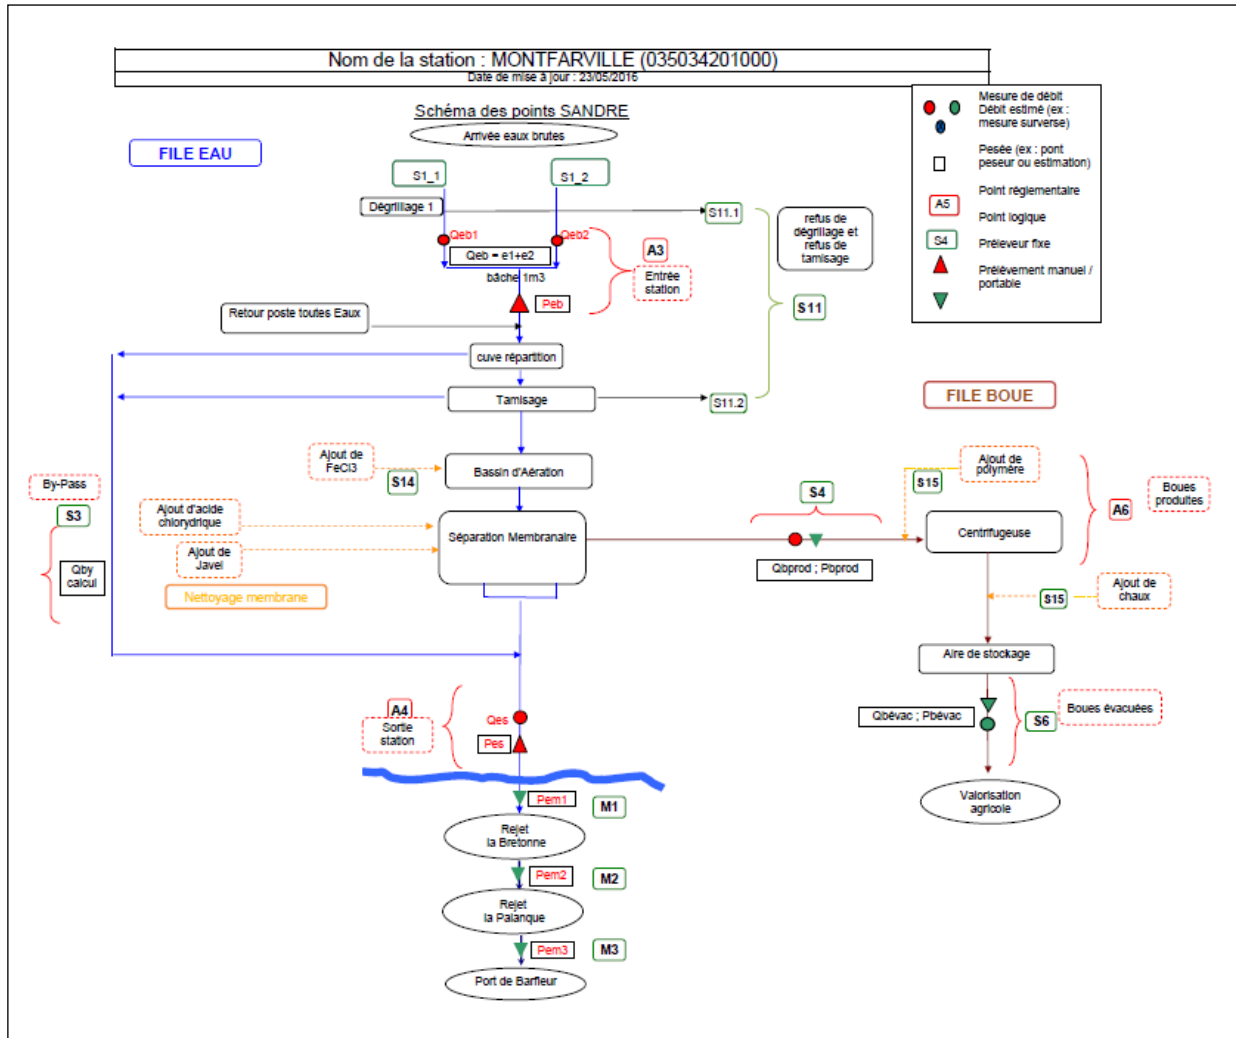 Nom de la station : MONTFARVILLE (035034201000)
Date de mise à jour : 23/05/2016
Schéma des points SANDRE
Arrivée eaux brutes
FILE EAU
S1_1
S1_2
Dégrillage 1
S11.1
Qeb1
Qeb2
Qeb = e1+e2
bâche 1m3
A3
Entrée
station
refus de
dégrillage et
refus de
tamisage
Peb
Retour poste toutes Eaux
S11
cuve répartition
Tamisage
S11.2
Mesure de débit
Débit estimé (ex :
mesure surverse)
Pesée (ex : pont
peseur ou estimation)
Point réglementaire
A5
Point logique
S4
Préleveur fixe
Prélèvement manuel /
portable
FILE BOUE
Ajout de
FeCl3
S14
Bassin d'Aération
By-Pass
S3
Qby
calcul
Ajout d'acide
chlorydrique
Ajout de
Javel
Nettoyage membrane
Séparation Membranaire
S4
Qbprod ; Pbprod
S15
Ajout de
polymère
Centrifugeuse
A6
Boues
produites
S15
Ajout de
chaux
Aire de stockage
Qbévac ; Pbévac
S6
Boues évacuées
Valorisation
agricole
A4
Sortie
station
Qes
Pes
Pem1
M1
Rejet
la Bretonne
Pem2
M2
Rejet
la Palanque
Pem3
M3
Port de Barfleur